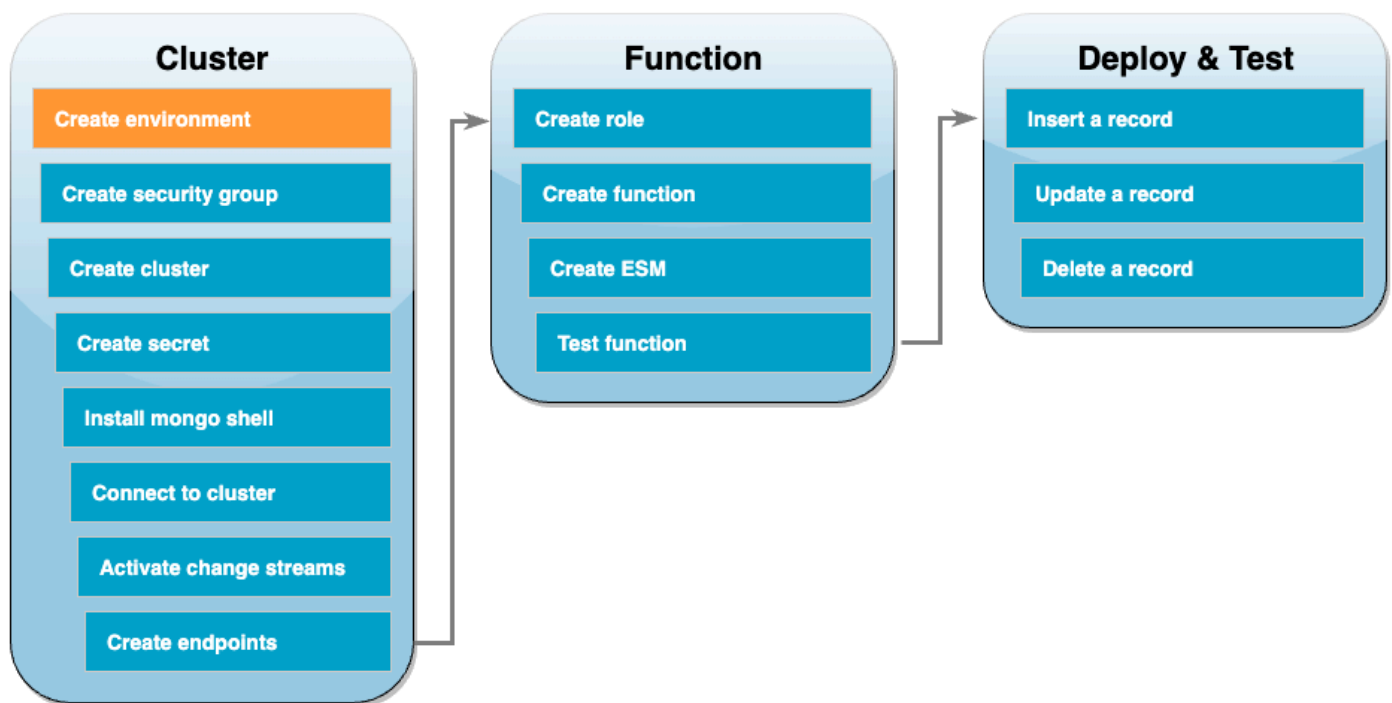 Cluster
Create environment
Create security group
Create cluster
Create secret
Install mongo shell
Connect to cluster
Activate change streams
Create endpoints
Function
Create role
Create function
Create ESM
Test function
Deploy & Test
Insert a record
Update a record
Delete a record